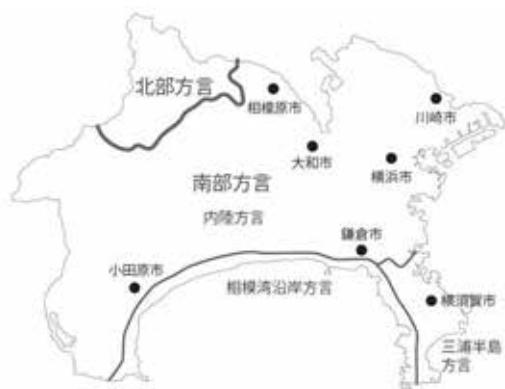 北部方言
相模原市
川崎市
大和市
横浜市
南部方言
内陸方言
鎌倉市
小田原市
相模湾沿岸方言
横須賀市
三浦半島
方言